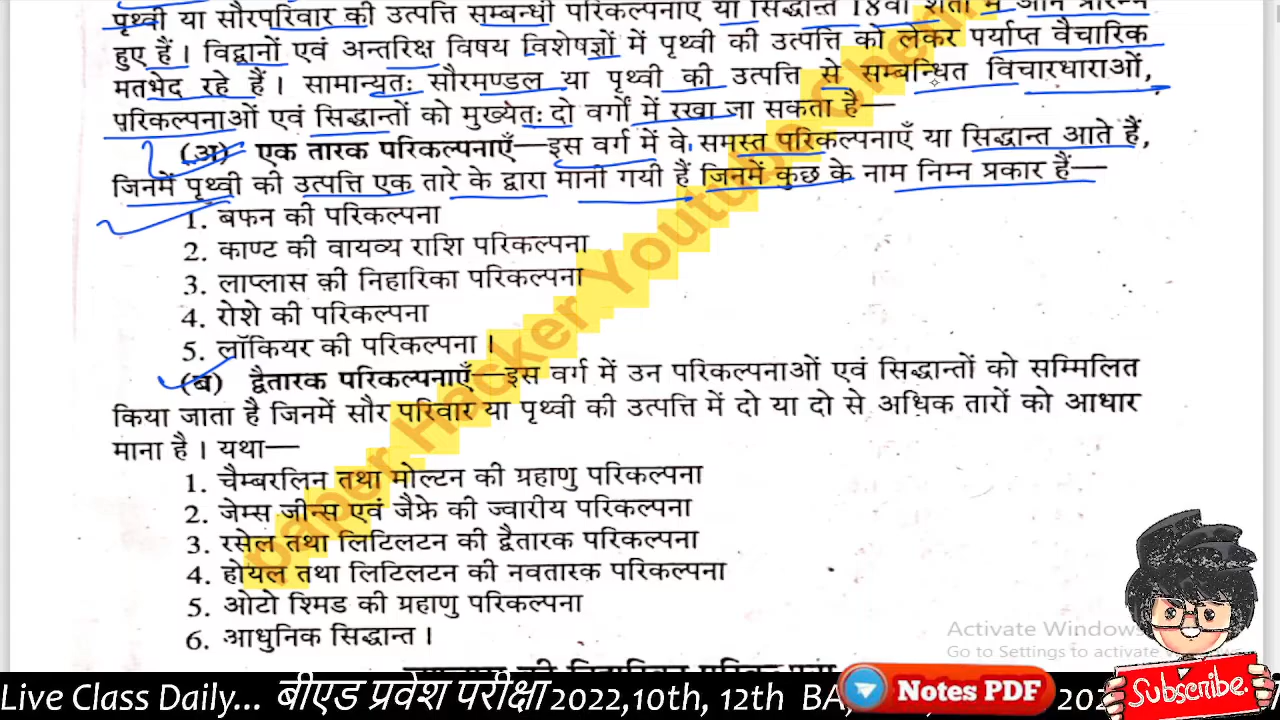 पृथ्वी या सौरपरिवार की उत्पत्ति सम्बन्धी परिकल्पनाएँ या सिद्धान्त 18वीं शती में आने प्रारम्भ
हुए हैं। विद्वानों एवं अन्तरिक्ष विषय विशेषज्ञों में पृथ्वी की उत्पत्ति को लेकर पर्याप्त वैचारिक
मतभेद रहे हैं। सामान्यतः सौरमण्डल या पृथ्वी की उत्पत्ति से सम्बन्धित विचारधाराओं,
परिकल्पनाओं एवं सिद्धान्तों को मुख्येतः दो वर्गों में रखा जा सकता है—
(अ) एक तारक परिकल्पनाएँ—इस वर्ग में वे समस्त परिकल्पनाएँ या सिद्धान्त आते हैं,
जिनमें पृथ्वी की उत्पत्ति एक तारे के द्वारा मानी गयी हैं जिनमें कुछ के नाम निम्न प्रकार हैं—
1. बफन की परिकल्पना
2. काण्ट की वायव्य राशि परिकल्पना
3. लाप्लास की निहारिका परिकल्पना
4. रोशे की परिकल्पना
5. लॉकियर की परिकल्पना।
(ब) द्वैतारक परिकल्पनाएँ—इस वर्ग में उन परिकल्पनाओं एवं सिद्धान्तों को सम्मिलित
किया जाता है जिनमें सौर परिवार या पृथ्वी की उत्पत्ति में दो या दो से अधिक तारों को आधार
माना है। यथा—
1. चैम्बरलिन तथा मोल्टन की ग्रहाणु परिकल्पना
2. जेम्स जीन्स एवं जैफ्रे की ज्वारीय परिकल्पना
3. रसेल तथा लिटिलटन की द्वैतारक परिकल्पना
4. होयल तथा लिटिलटन की नवतारक परिकल्पना
5. ओटो श्मिड की ग्रहाणु परिकल्पना
6. आधुनिक सिद्धान्त।
paper Hacker Youtube Chen
Activate Windows
Go to Settings to activate
Live Class Daily... बीएड प्रवेश परीक्षा 2022,10th, 12th BA,
Notes PDF
Subscribe.